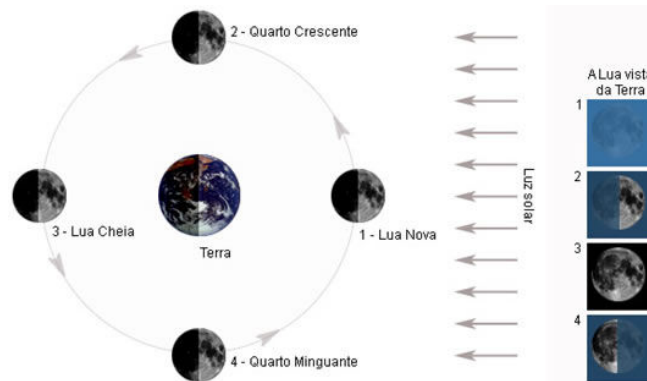 2 - Quarto Crescente
3 - Lua Cheia
Terra
1 - Lua Nova
4 - Quarto Minguante
Luz solar
A Lua vista
da Terra
1
2
3
4